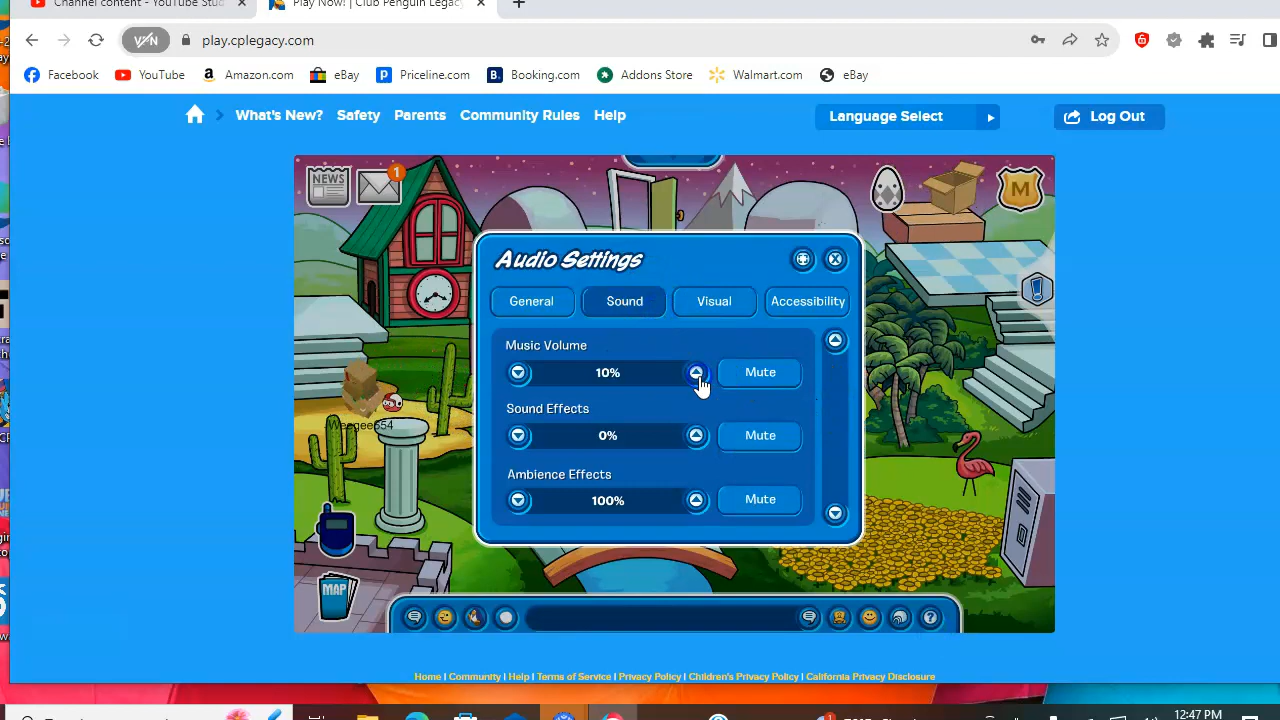 Channel content - YouTube Stud
Play Now! | Club Penguin Legacy
VPN
play.cplegacy.com
Facebook
YouTube
Amazon.com
eBay
Priceline.com
Booking.com
Addons Store
Walmart.com
eBay
What's New?
Safety
Parents
Community Rules
Help
Language Select
Log Out
NEWS
1
M
Audio Settings
General
Sound
Visual
Accessibility
Music Volume
10%
Mute
Sound Effects
0%
Mute
Ambience Effects
100%
Mute
MAP
Home | Community | Help | Terms of Service | Privacy Policy | Children's Privacy Policy | California Privacy Disclosure
12:47 PM